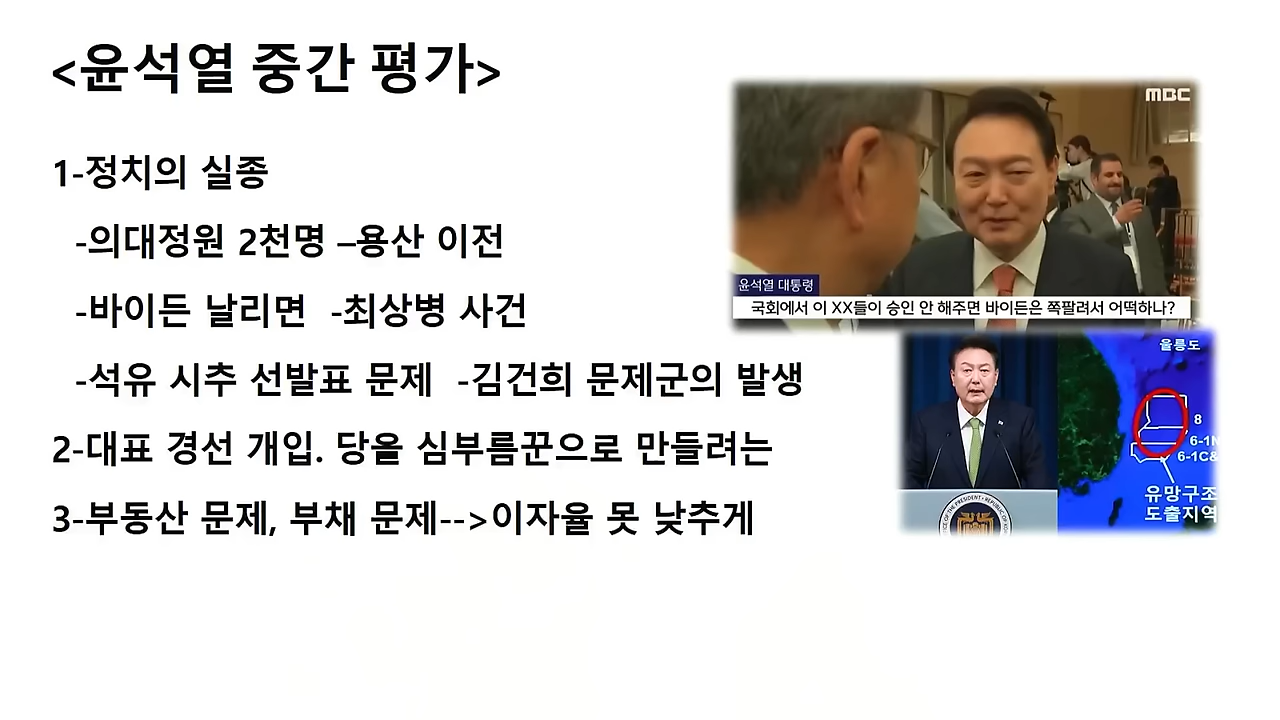 <윤석열 중간 평가>
1-정치의 실종
-의대정원 2천명 –용산 이전
-바이든 날리면 -최상병 사건
-석유 시추 선발표 문제 -김건희 문제군의 발생
2-대표 경선 개입. 당을 심부름꾼으로 만들려는
3-부동산 문제, 부채 문제-->이자율 못 낮추게
MBC
윤석열 대통령
국회에서 이 XX들이 승인 안 해주면 바이든은 쪽팔려서 어떡하나?
울릉도
8
6-1N
6-1C&
유망구조
도출지역